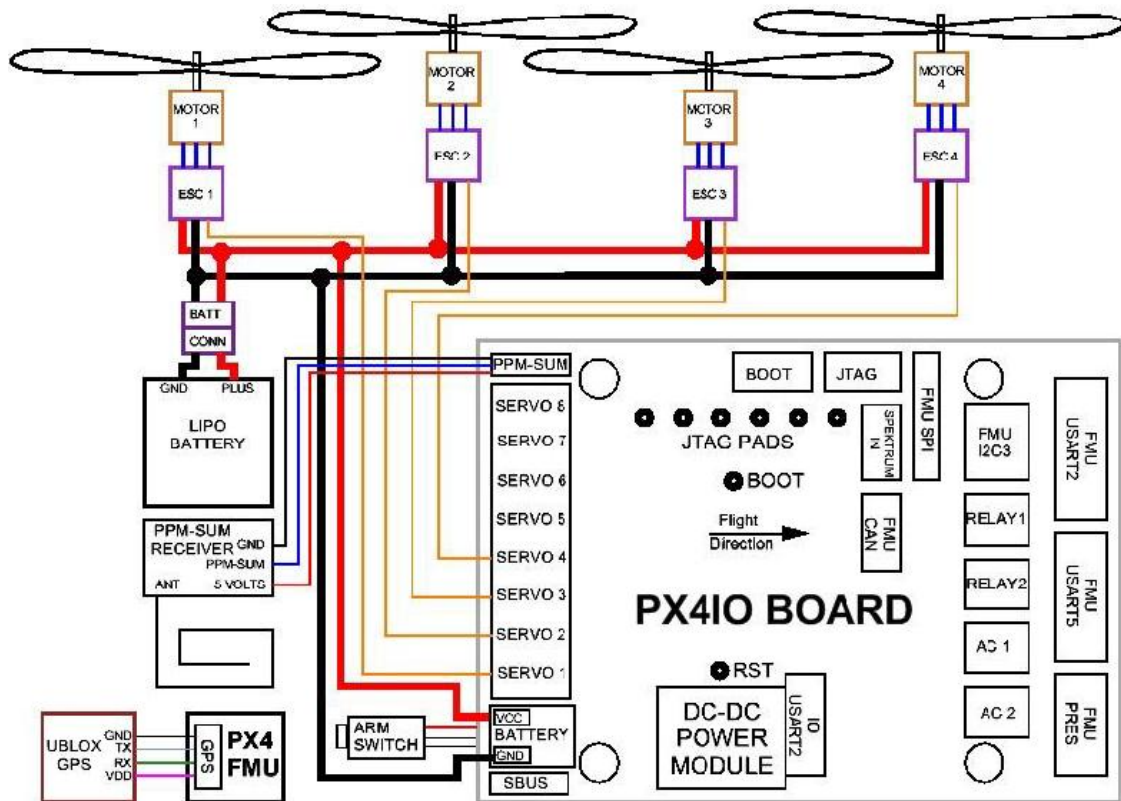 MOTOR
1
MOTOR
2
MOTOR
3
MOTOR
4
ESC 1
ESC 2
ESC 3
ESC 4
BATT
CONN
GND PLUS
LIPO
BATTERY
PPM-SUM
RECEIVER GND
PPM-SUM
ANT 5 VOLTS
UBLOX
GPS
GND
TX
RX
VDD
GPS
PX4
FMU
ARM
SWITCH
PPM-SUM
SERVO 8
SERVO 7
SERVO 6
SERVO 5
SERVO 4
SERVO 3
SERVO 2
SERVO 1
VCC
BATTERY
GND
SBUS
BOOT
JTAG
JTAG PADS
BOOT
Flight
Direction
PX4IO BOARD
RST
DC-DC
POWER
MODULE
IO
USART2
SPEKTRUM
IN
FMU SPI
FMU
CAN
FMU
I2C3
RELAY1
RELAY2
AC 1
AC 2
FMU
USART2
FMU
USART5
FMU
PRES